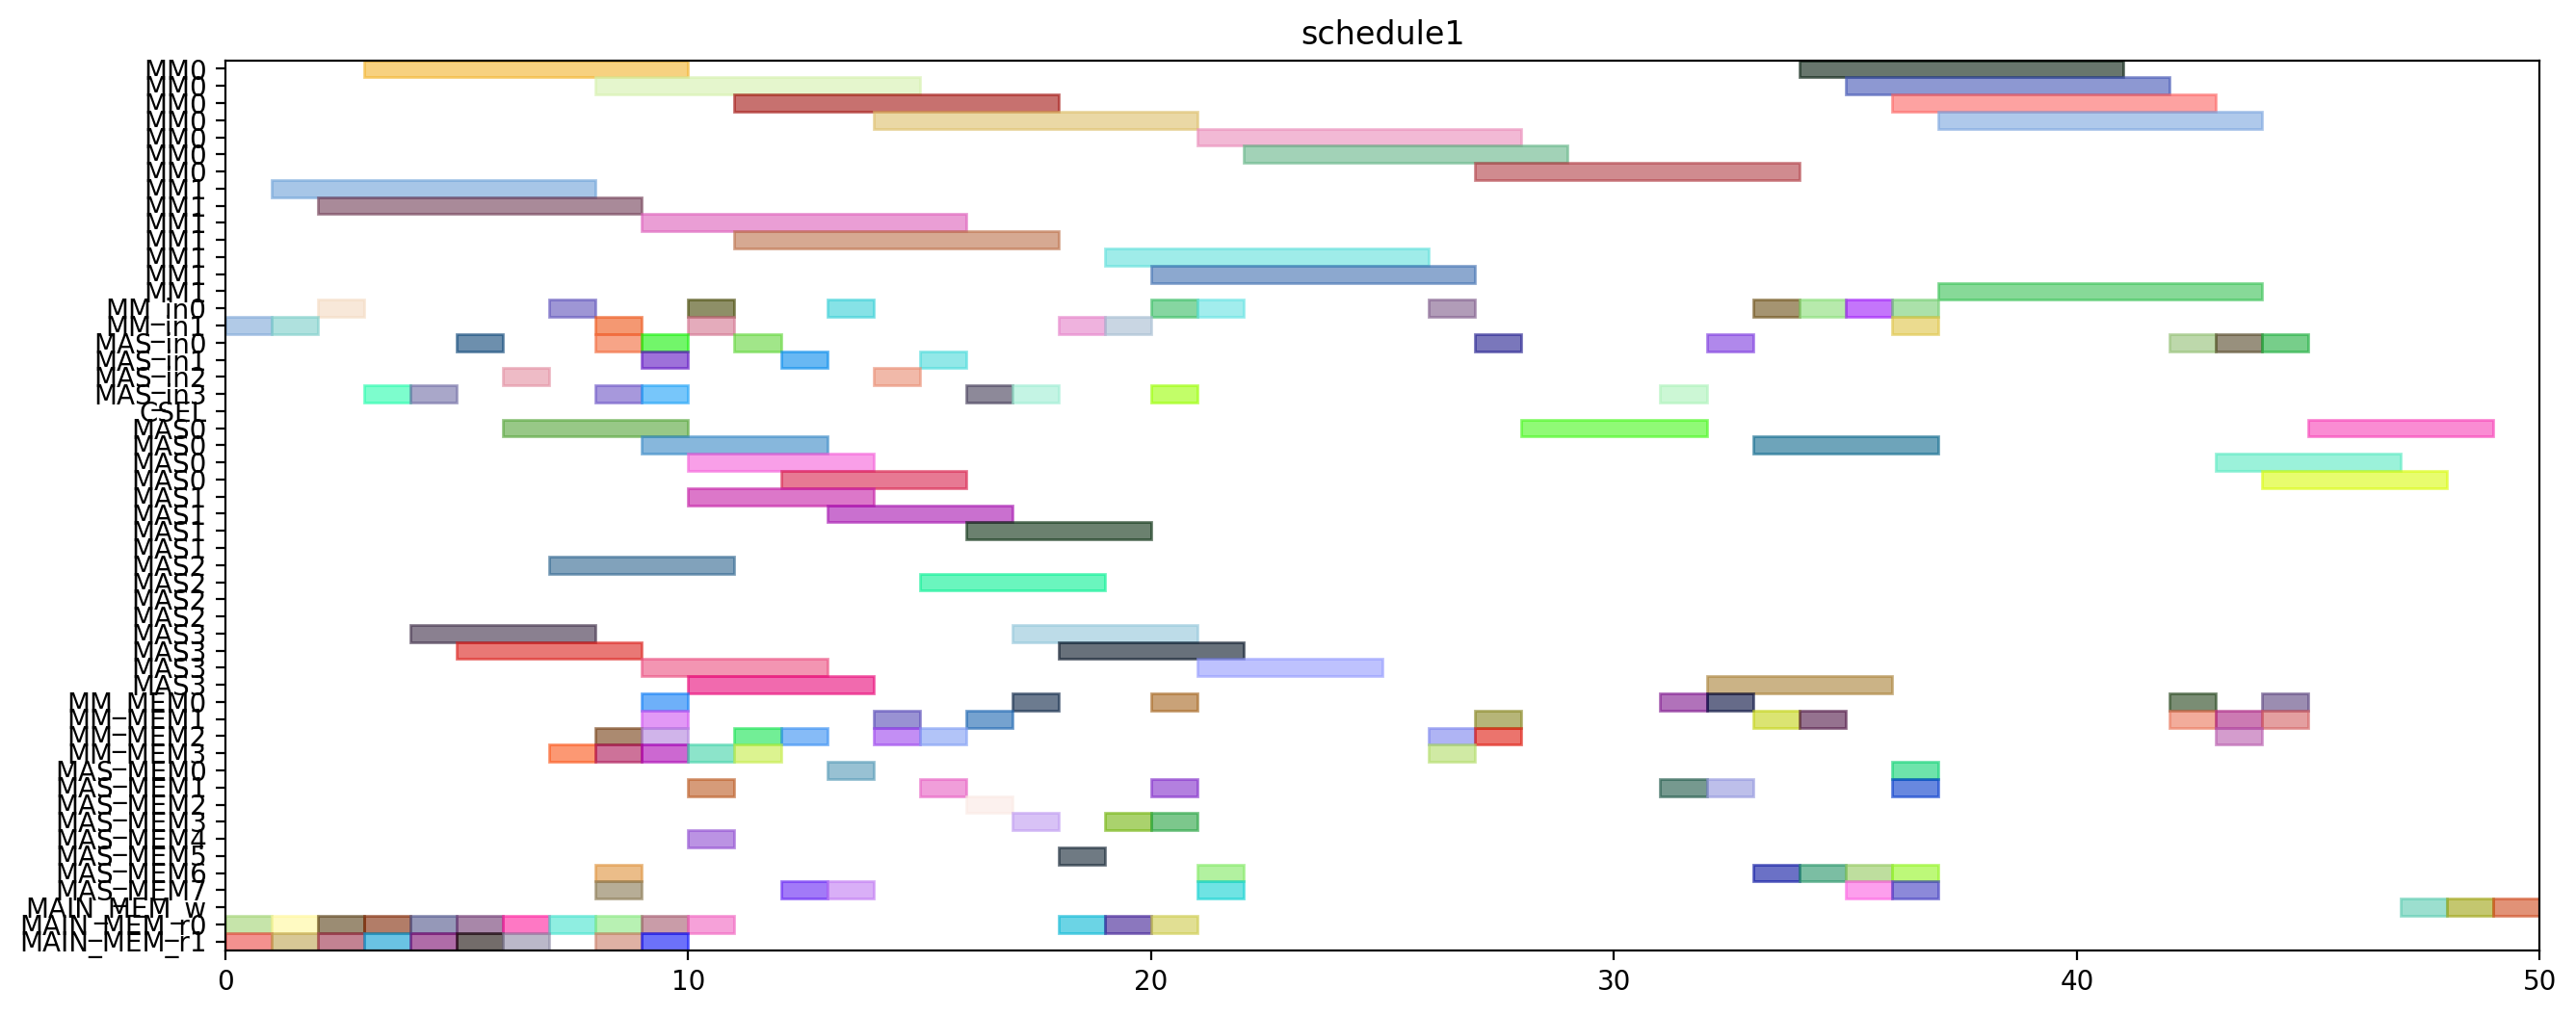 schedule1
MM0
MM0
MM0
MM0
MM0
MM0
MM0
MM1
MM1
MM1
MM1
MM1
MM1
MM1
MM_in0
MM_in1
MAS_in0
MAS_in1
MAS_in2
MAS_in3
CSEL
MAS0
MAS0
MAS0
MAS0
MAS1
MAS1
MAS1
MAS1
MAS2
MAS2
MAS2
MAS2
MAS3
MAS3
MAS3
MAS3
MM_MEM0
MM_MEM1
MM_MEM2
MM_MEM3
MAS_MEM0
MAS_MEM1
MAS_MEM2
MAS_MEM3
MAS_MEM4
MAS_MEM5
MAS_MEM6
MAS_MEM7
MAIN_MEM_w
MAIN_MEM_r0
MAIN_MEM_r1
0 10 20 30 40 50